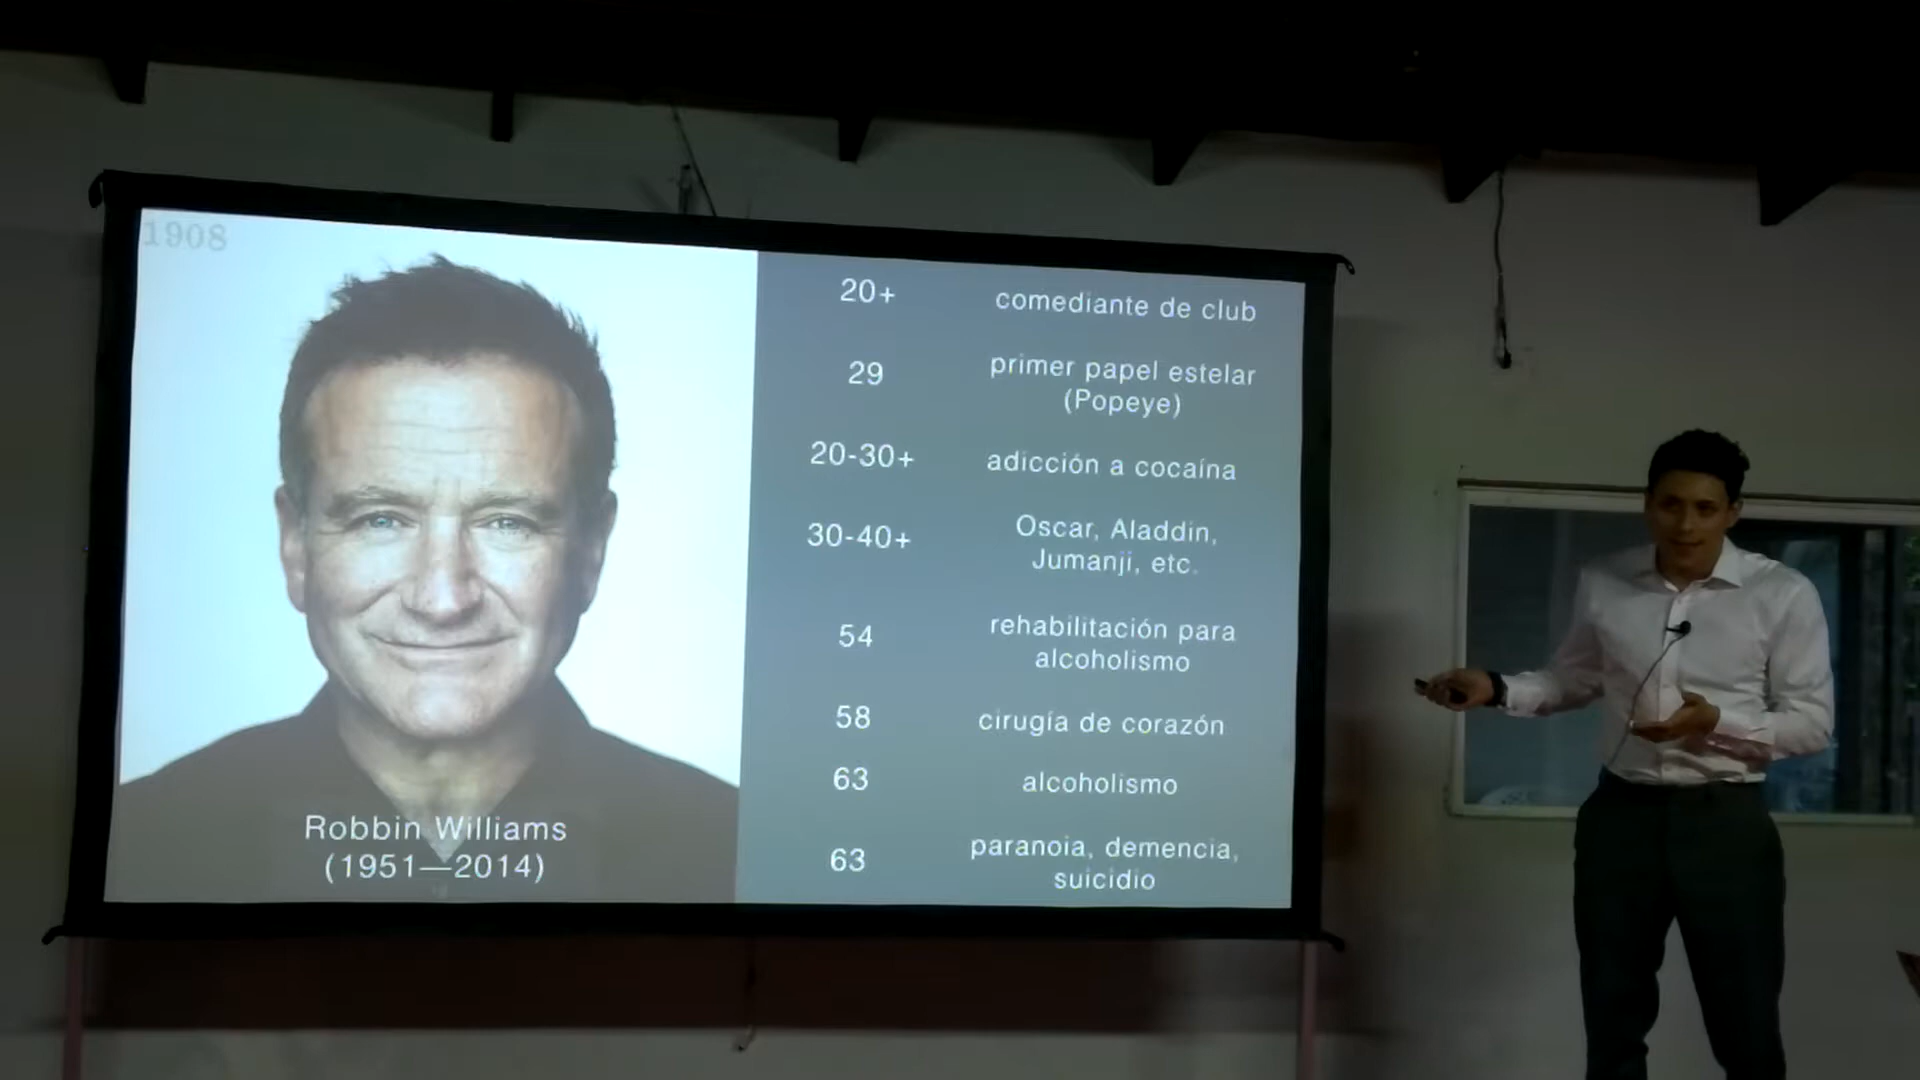 1908
Robbin Williams
(1951—2014)
20+ comediante de club
29 primer papel estelar
(Popeye)
20-30+ adicción a cocaína
30-40+ Oscar, Aladdin,
Jumanji, etc.
54 rehabilitación para
alcoholismo
58 cirugía de corazón
63 alcoholismo
63 paranoia, demencia,
suicidio